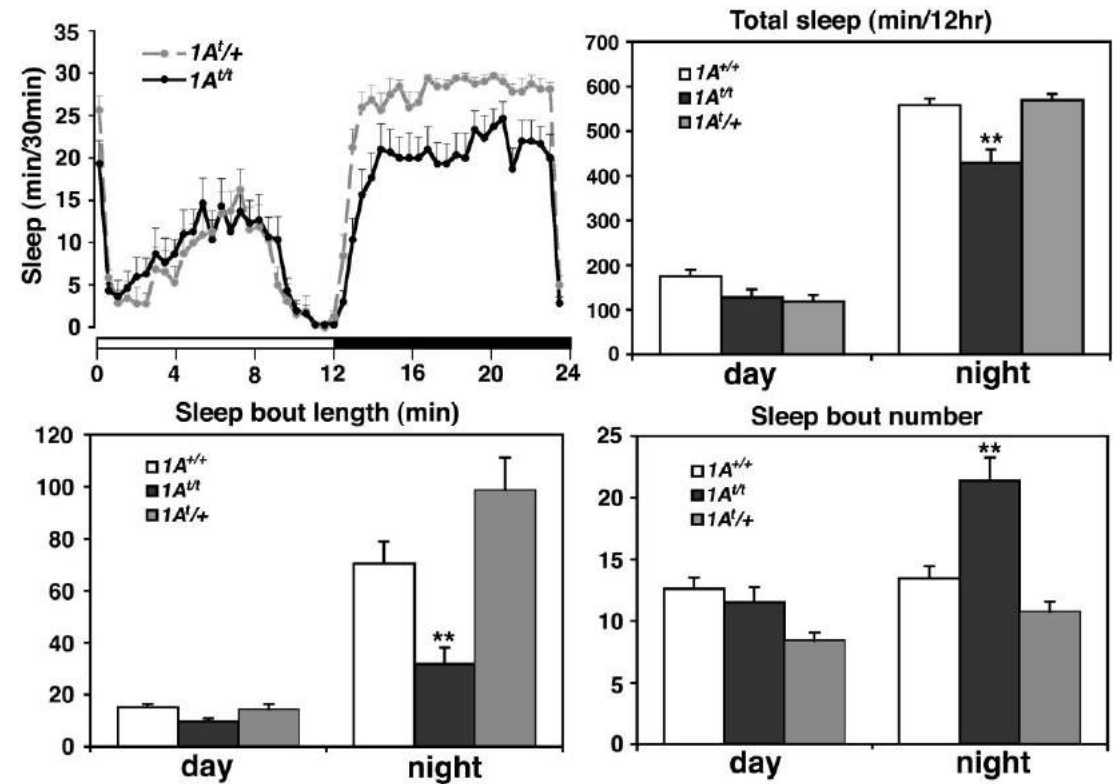 Sleep (min/30min)
35
30
25
20
15
10
5
0
1Aᵗ/+
1Aᵗ/ᵗ
0 4 8 12 16 20 24
Total sleep (min/12hr)
700
600
500
400
300
200
100
0
1A⁺/⁺
1Aᵗ/ᵗ
1Aᵗ/+
**
day night
Sleep bout length (min)
120
100
80
60
40
20
0
1A⁺/⁺
1Aᵗ/ᵗ
1Aᵗ/+
**
day night
Sleep bout number
25
20
15
10
5
0
1A⁺/⁺
1Aᵗ/ᵗ
1Aᵗ/+
**
day night